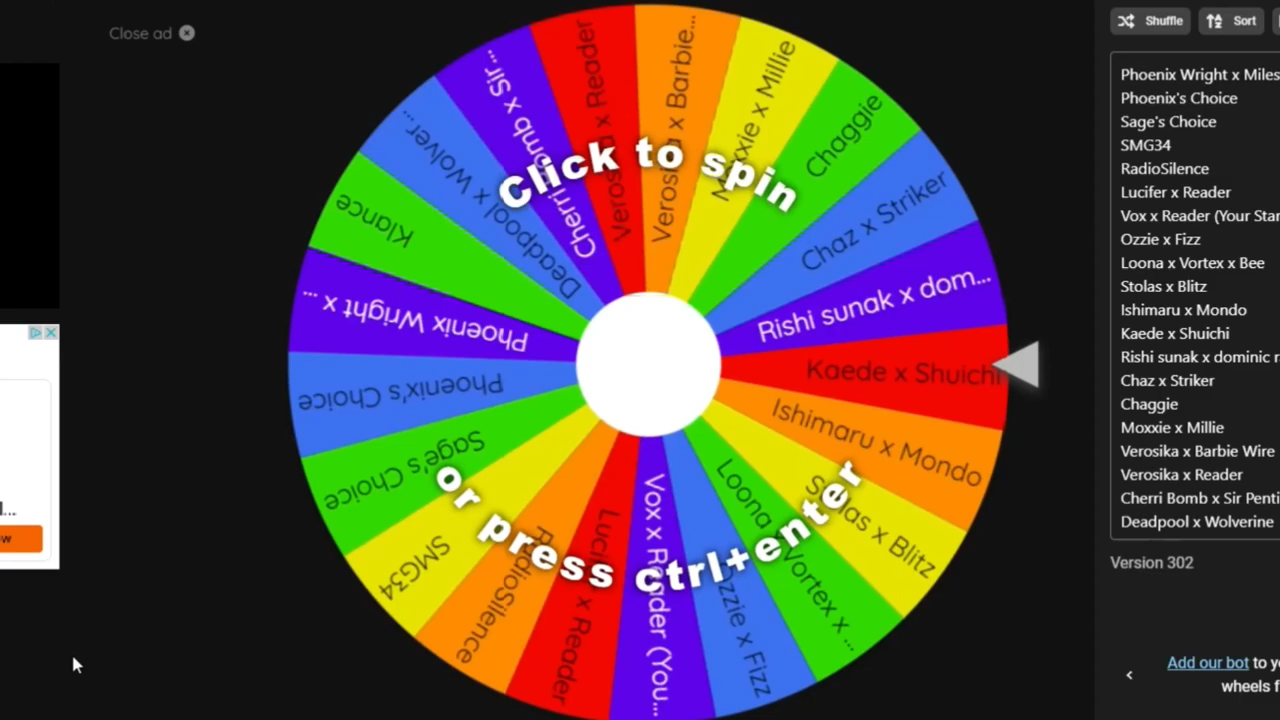 Close ad
Shuffle
Sort
Click to spin
or press ctrl+enter
Verosika x Barbie...
Moxxie x Millie
Chaggie
Chaz x Striker
Rishi sunak x dom...
Kaede x Shuichi
Ishimaru x Mondo
Stolas x Blitz
Loona x Vortex x ...
Ozzie x Fizz
Vox x Reader (You...
Lucifer x Reader
RadioSilence
SMG34
Sage's Choice
Phoenix's Choice
Phoenix Wright x ...
Klance
Deadpool x Wolver...
Cherri Bomb x Sir...
Verosika x Reader
Phoenix Wright x Miles
Phoenix's Choice
Sage's Choice
SMG34
RadioSilence
Lucifer x Reader
Vox x Reader (Your Star
Ozzie x Fizz
Loona x Vortex x Bee
Stolas x Blitz
Ishimaru x Mondo
Kaede x Shuichi
Rishi sunak x dominic r
Chaz x Striker
Chaggie
Moxxie x Millie
Verosika x Barbie Wire
Verosika x Reader
Cherri Bomb x Sir Penti
Deadpool x Wolverine
Version 302
Add our bot to yo
wheels f